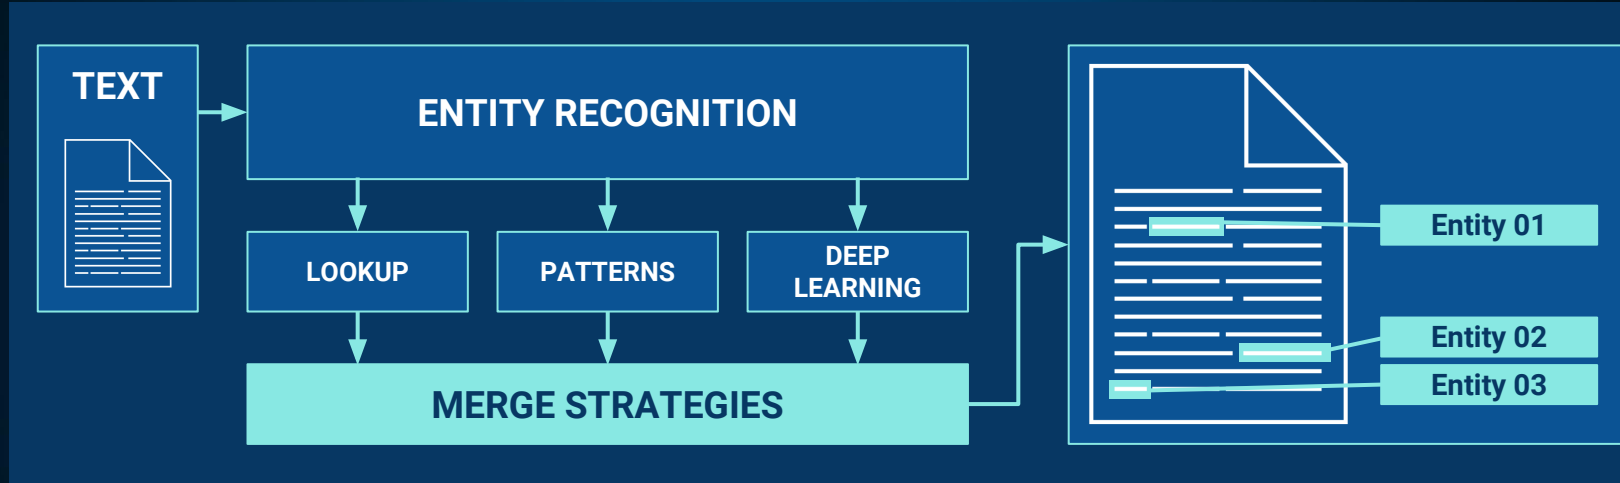 TEXT
ENTITY RECOGNITION
LOOKUP
PATTERNS
DEEP
LEARNING
MERGE STRATEGIES
Entity 01
Entity 02
Entity 03